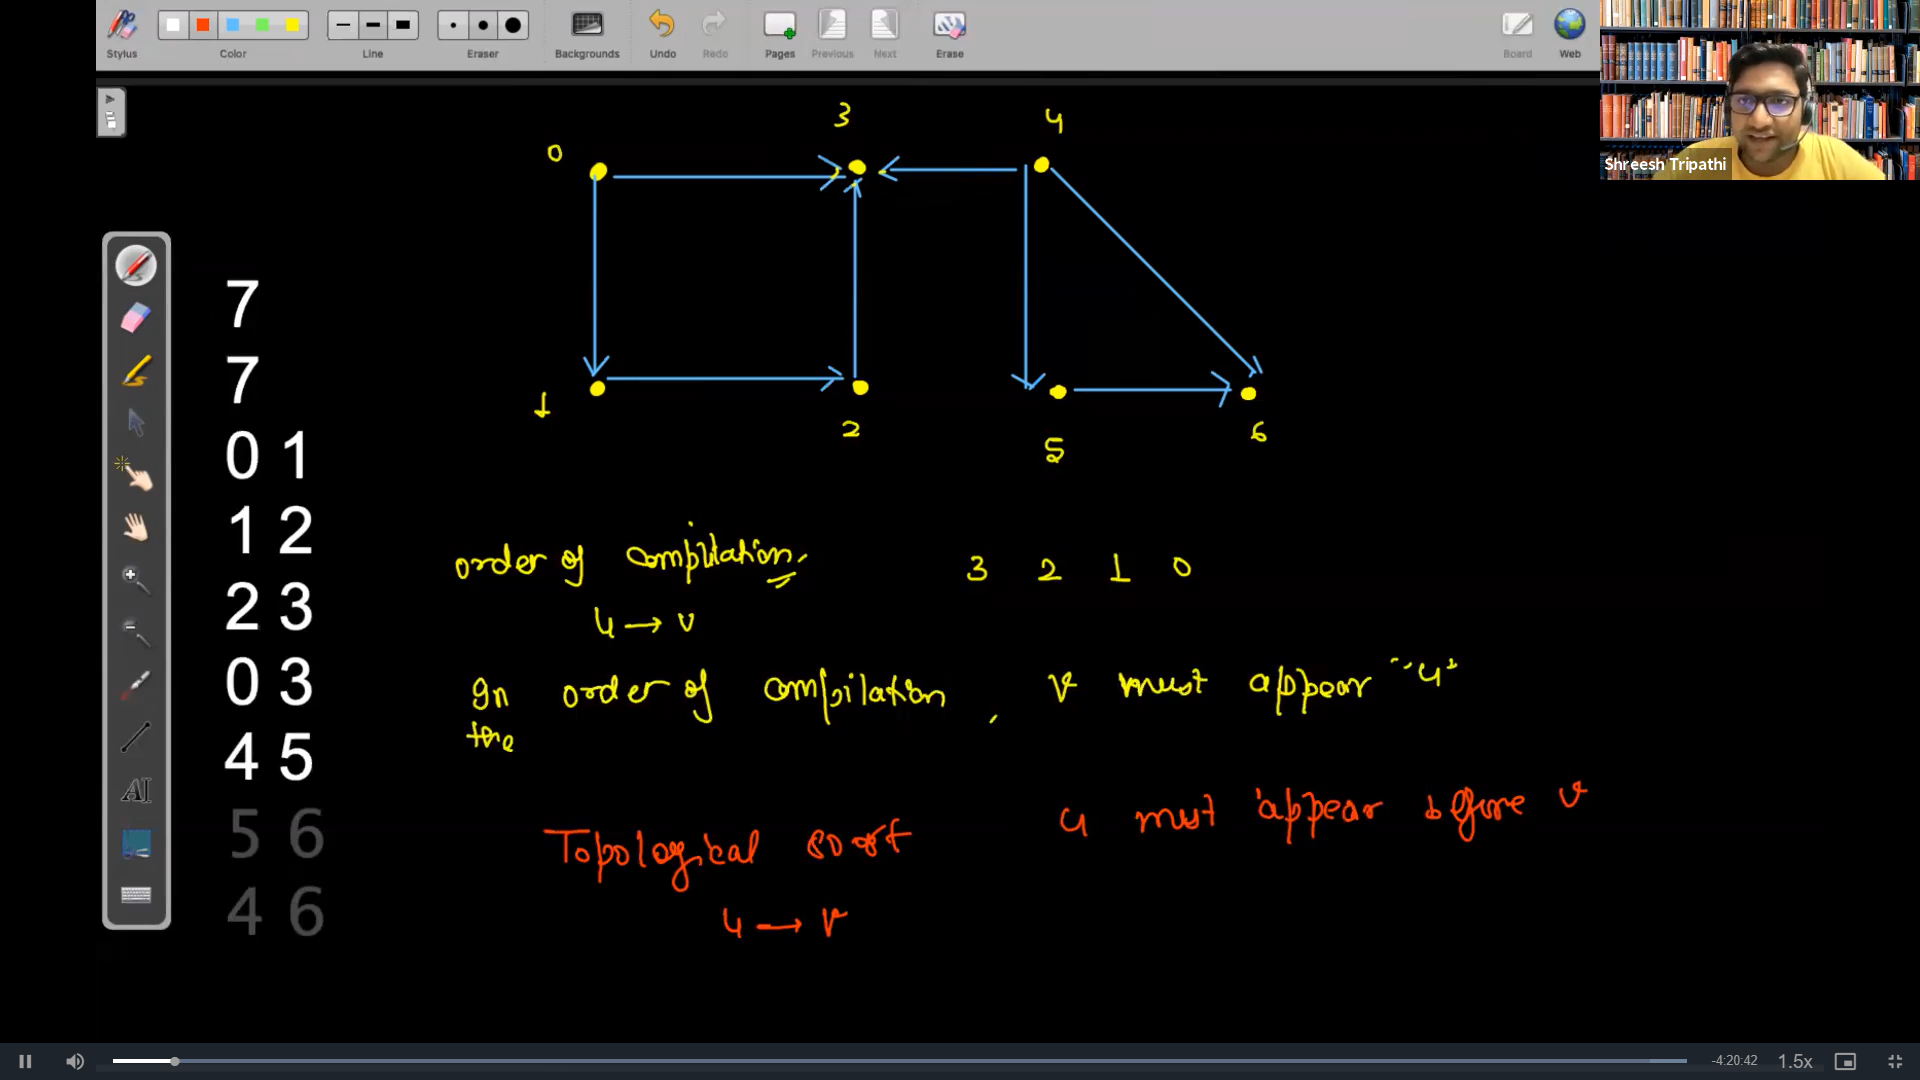 Stylus Color Line Eraser Backgrounds Undo Redo Pages Previous Next Erase Board Web
Shreesh Tripathi
3 4
0
1
2
5
6
7
7
0 1
1 2
2 3
0 3
4 5
5 6
4 6
order of compilation. 3 2 1 0
u → v
In order of compilation, v must appear "u"
the
Topological sort u must appear before v
u → v
-4:20:42 1.5x